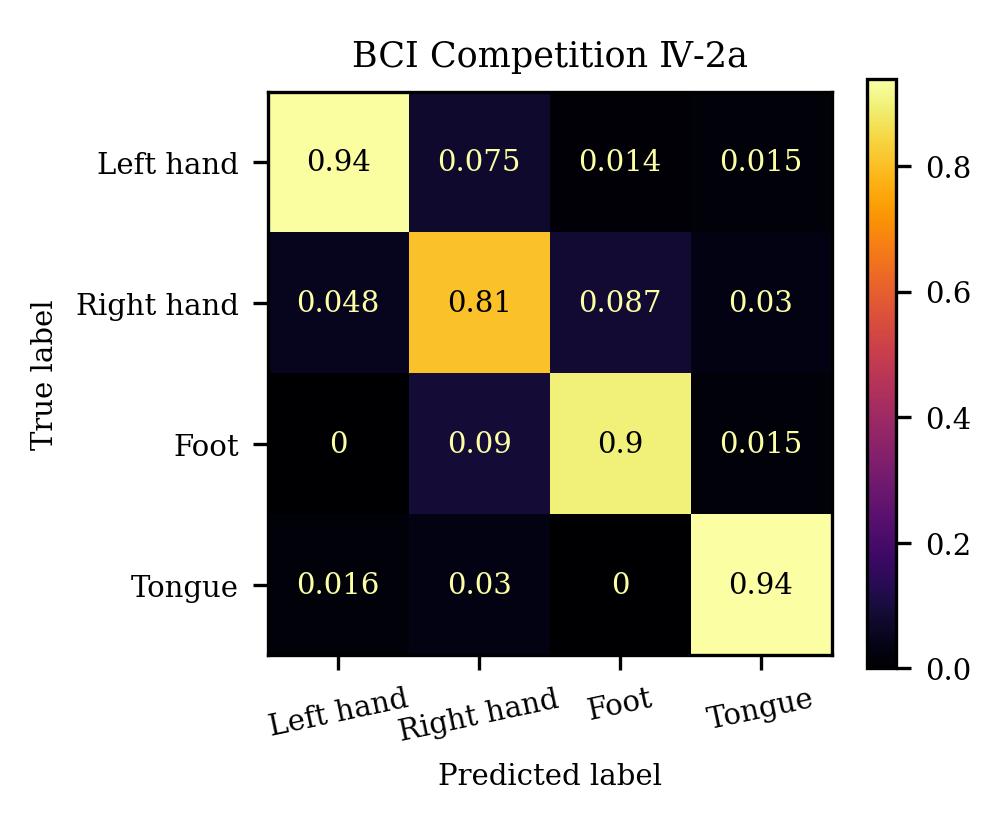 BCI Competition IV-2a
Left hand 0.94 0.075 0.014 0.015
Right hand 0.048 0.81 0.087 0.03
Foot 0 0.09 0.9 0.015
Tongue 0.016 0.03 0 0.94
True label
Left hand Right hand Foot Tongue
Predicted label
0.8
0.6
0.4
0.2
0.0